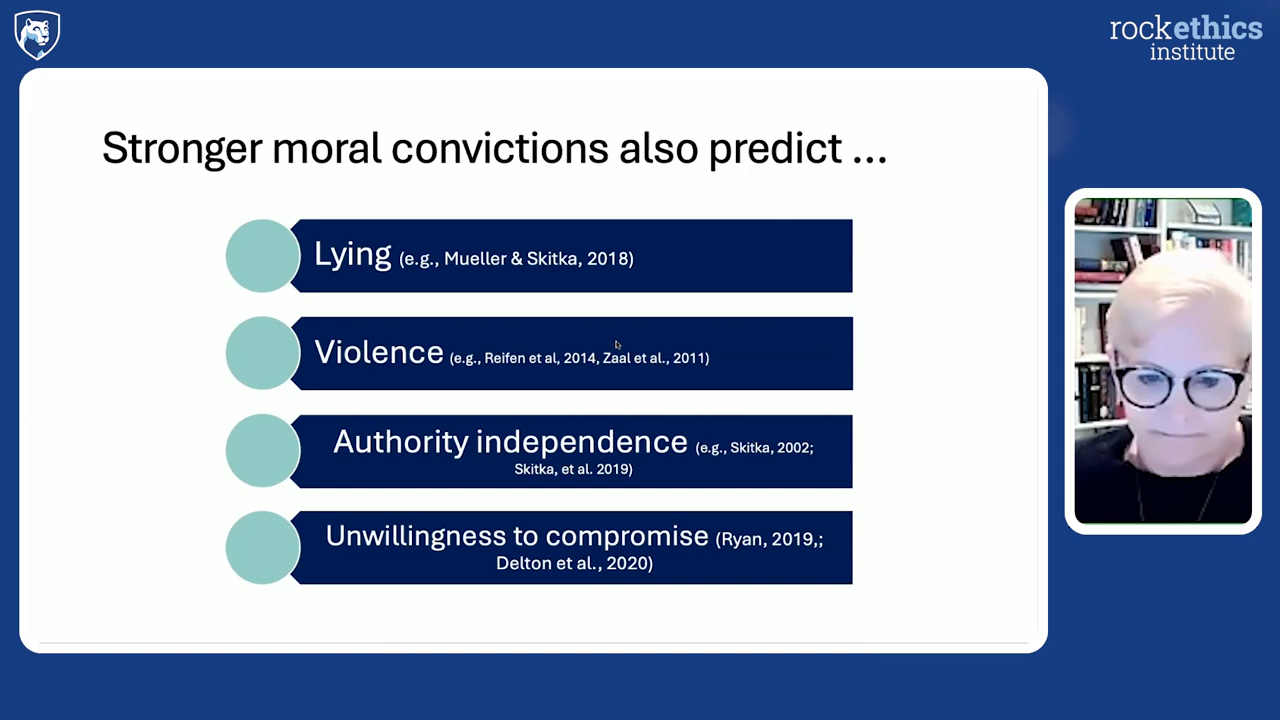 rockethics
institute
Stronger moral convictions also predict ...
Lying (e.g., Mueller & Skitka, 2018)
Violence (e.g., Reifen et al, 2014, Zaal et al., 2011)
Authority independence (e.g., Skitka, 2002;
Skitka, et al. 2019)
Unwillingness to compromise (Ryan, 2019,;
Delton et al., 2020)